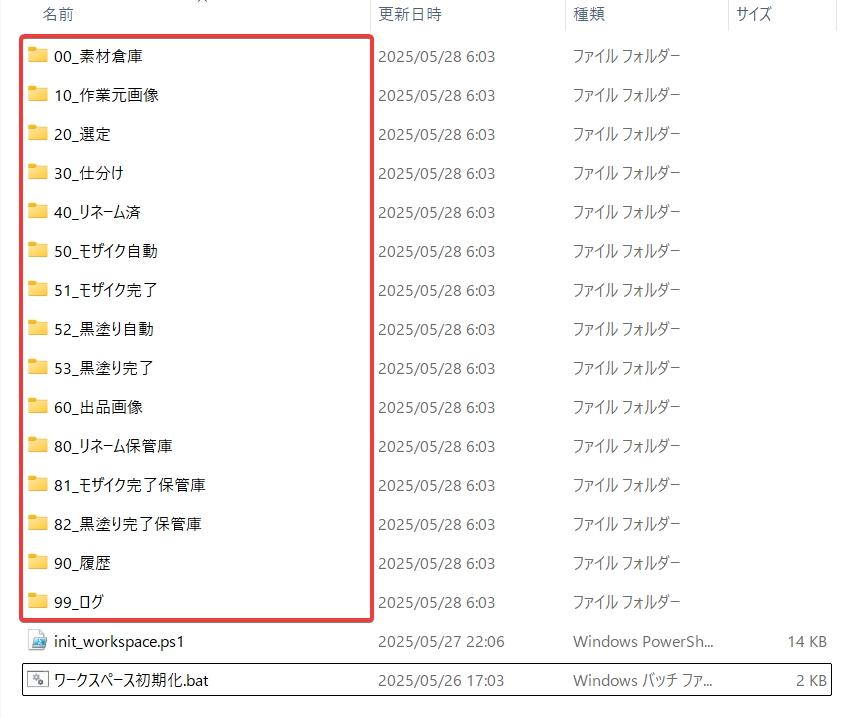 名前 更新日時 種類 サイズ
00_素材倉庫 2025/05/28 6:03 ファイル フォルダー
10_作業元画像 2025/05/28 6:03 ファイル フォルダー
20_選定 2025/05/28 6:03 ファイル フォルダー
30_仕分け 2025/05/28 6:03 ファイル フォルダー
40_リネーム済 2025/05/28 6:03 ファイル フォルダー
50_モザイク自動 2025/05/28 6:03 ファイル フォルダー
51_モザイク完了 2025/05/28 6:03 ファイル フォルダー
52_黒塗り自動 2025/05/28 6:03 ファイル フォルダー
53_黒塗り完了 2025/05/28 6:03 ファイル フォルダー
60_出品画像 2025/05/28 6:03 ファイル フォルダー
80_リネーム保管庫 2025/05/28 6:03 ファイル フォルダー
81_モザイク完了保管庫 2025/05/28 6:03 ファイル フォルダー
82_黒塗り完了保管庫 2025/05/28 6:03 ファイル フォルダー
90_履歴 2025/05/28 6:03 ファイル フォルダー
99_ログ 2025/05/28 6:03 ファイル フォルダー
init_workspace.ps1 2025/05/27 22:06 Windows PowerSh... 14 KB
ワークスペース初期化.bat 2025/05/26 17:03 Windows バッチ ファ... 2 KB